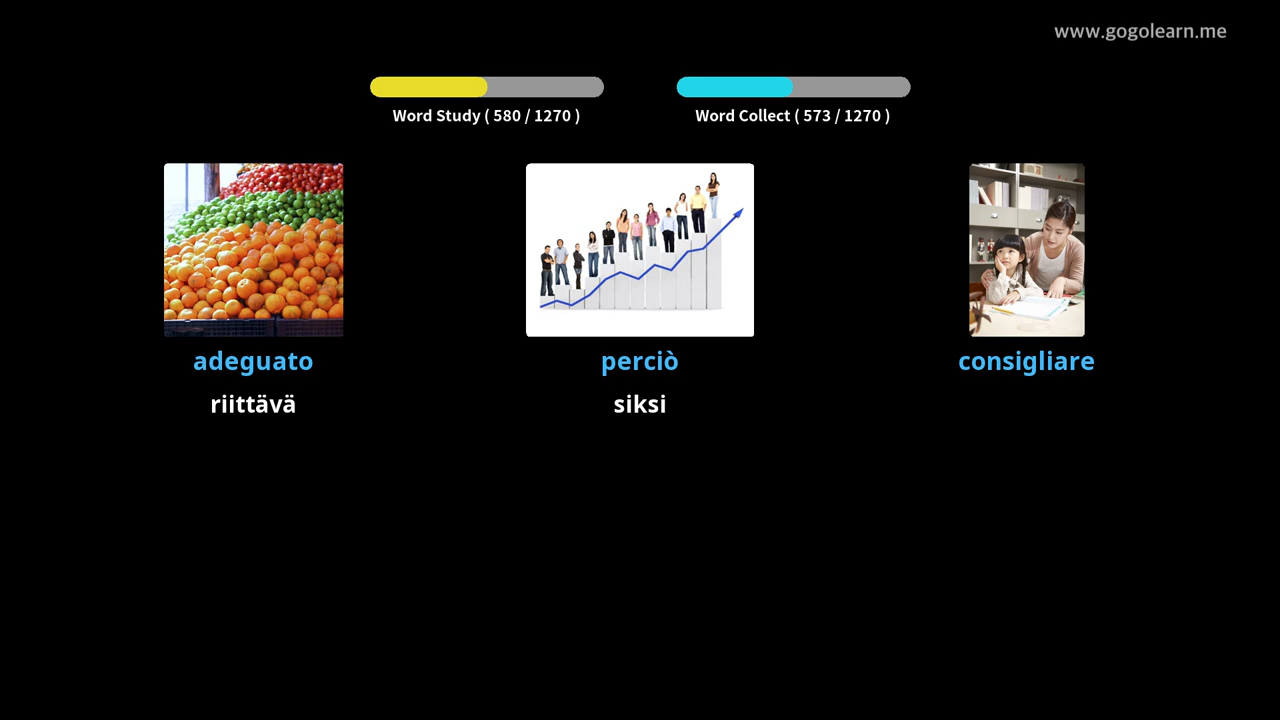 www.gogolearn.me
Word Study ( 580 / 1270 )
Word Collect ( 573 / 1270 )
adeguato
perciò
consigliare
riittävä
siksi